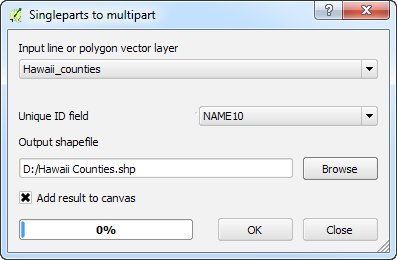 Singleparts to multipart
?
Input line or polygon vector layer
Hawaii_counties
Unique ID field
NAME10
Output shapefile
D:/Hawaii Counties.shp
Browse
Add result to canvas
0%
OK
Close